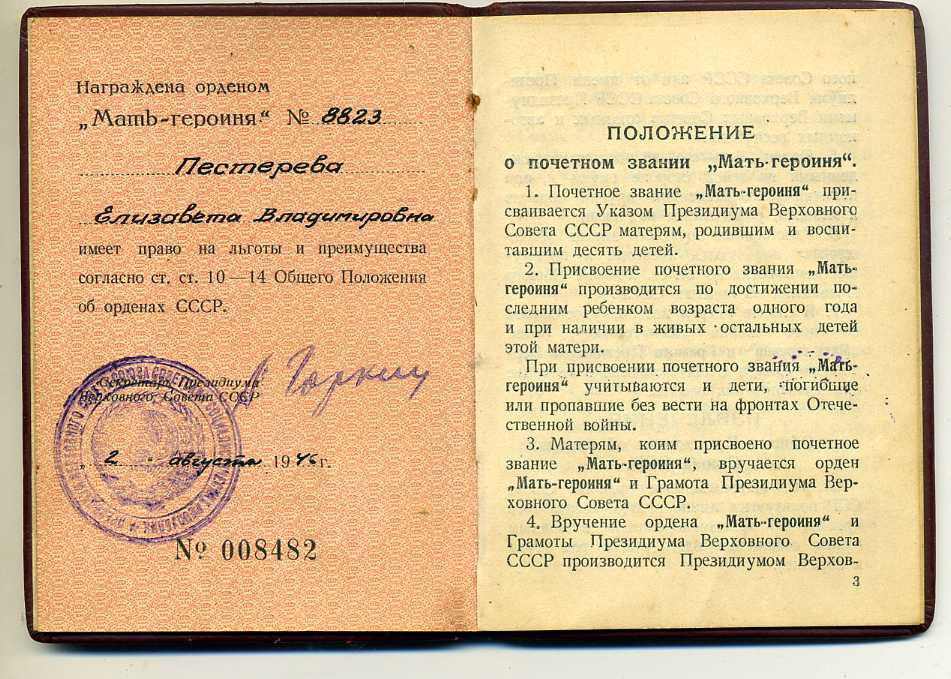 Награждена орденом
„Мать-героиня“ № 8823
Пестерева
Елизавета Владимировна
имеет право на льготы и преимущества
согласно ст. ст. 10—14 Общего Положения
об орденах СССР.
Секретарь Президиума
Верховного Совета СССР
Горкин
„2 августа 1946 г.
№ 008482
ПОЛОЖЕНИЕ
о почетном звании „Мать-героиня“.
1. Почетное звание „Мать-героиня“ при-
сваивается Указом Президиума Верховного
Совета СССР матерям, родившим и воспи-
тавшим десять детей.
2. Присвоение почетного звания „Мать-
героиня“ производится по достижении по-
следним ребенком возраста одного года
и при наличии в живых остальных детей
этой матери.
При присвоении почетного звания „Мать-
героиня“ учитываются и дети, погибшие
или пропавшие без вести на фронтах Отече-
ственной войны.
3. Матерям, коим присвоено почетное
звание „Мать-героиня“, вручается орден
„Мать-героиня“ и Грамота Президиума Вер-
ховного Совета СССР.
4. Вручение ордена „Мать-героиня“ и
Грамоты Президиума Верховного Совета
СССР производится Президиумом Верхов-
3